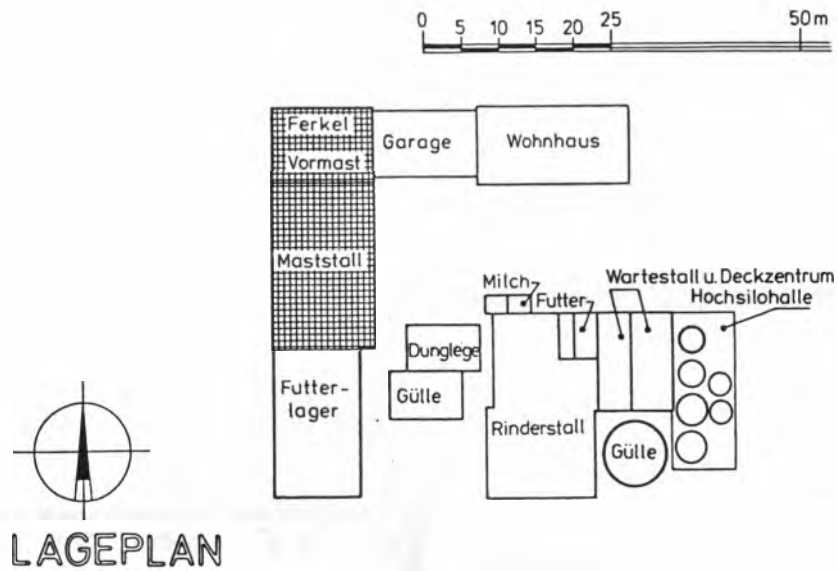 0 5 10 15 20 25 50 m
Ferkel
Garage
Wohnhaus
Vormast
Maststall
Milch
Wartestall u. Deckzentrum
Futter
Hochsilohalle
Dunglege
Futter-
lager
Gülle
Rinderstall
Gülle
LAGEPLAN